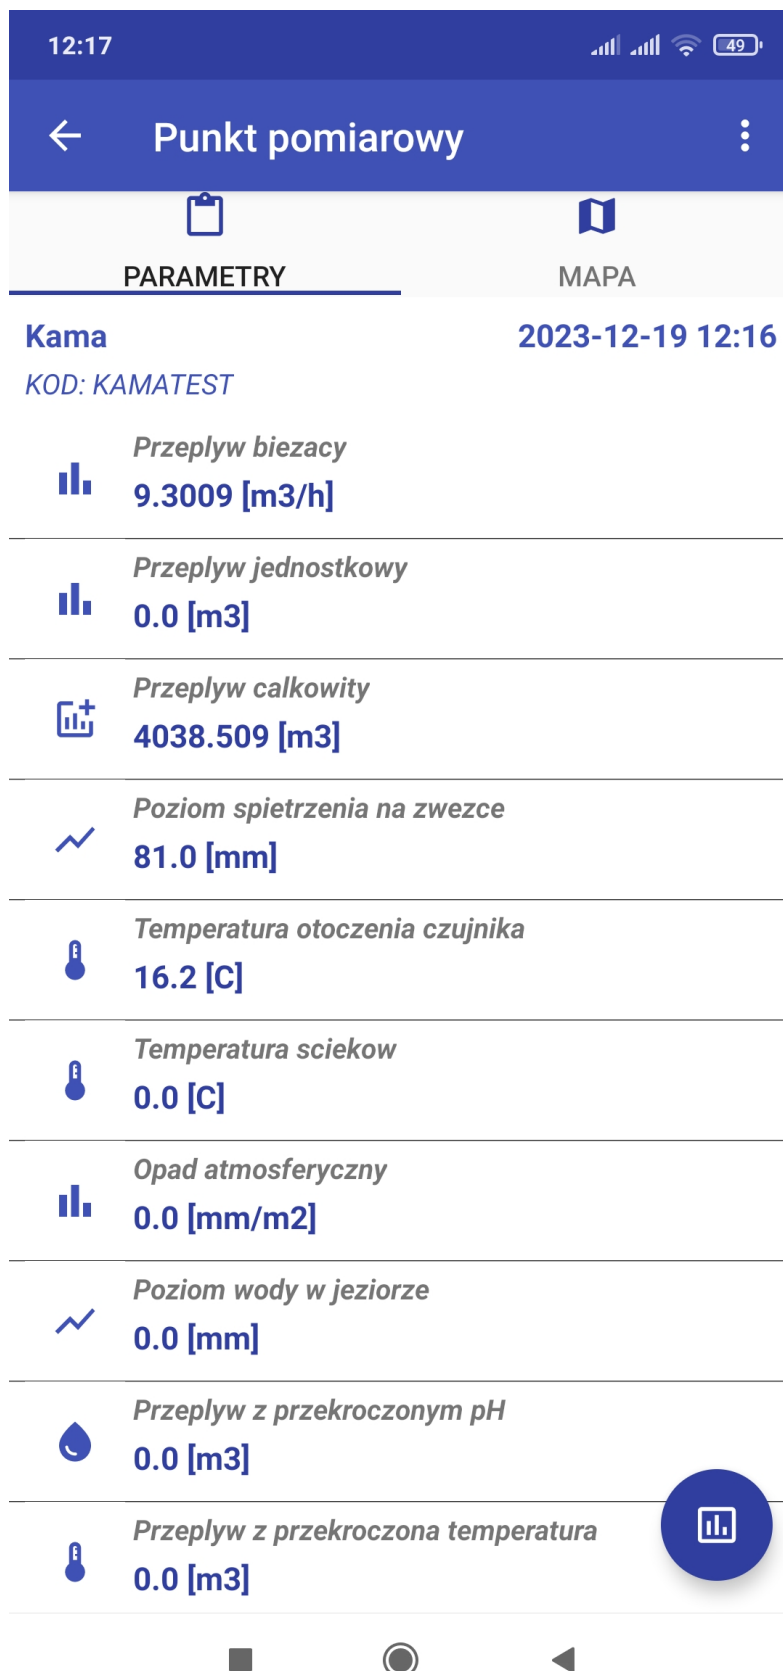 12:17
49
Punkt pomiarowy
PARAMETRY
MAPA
Kama
2023-12-19 12:16
KOD: KAMATEST
Przeplyw biezacy
9.3009 [m3/h]
Przeplyw jednostkowy
0.0 [m3]
Przeplyw calkowity
4038.509 [m3]
Poziom spietrzenia na zwezce
81.0 [mm]
Temperatura otoczenia czujnika
16.2 [C]
Temperatura sciekow
0.0 [C]
Opad atmosferyczny
0.0 [mm/m2]
Poziom wody w jeziorze
0.0 [mm]
Przeplyw z przekroczonym pH
0.0 [m3]
Przeplyw z przekroczona temperatura
0.0 [m3]